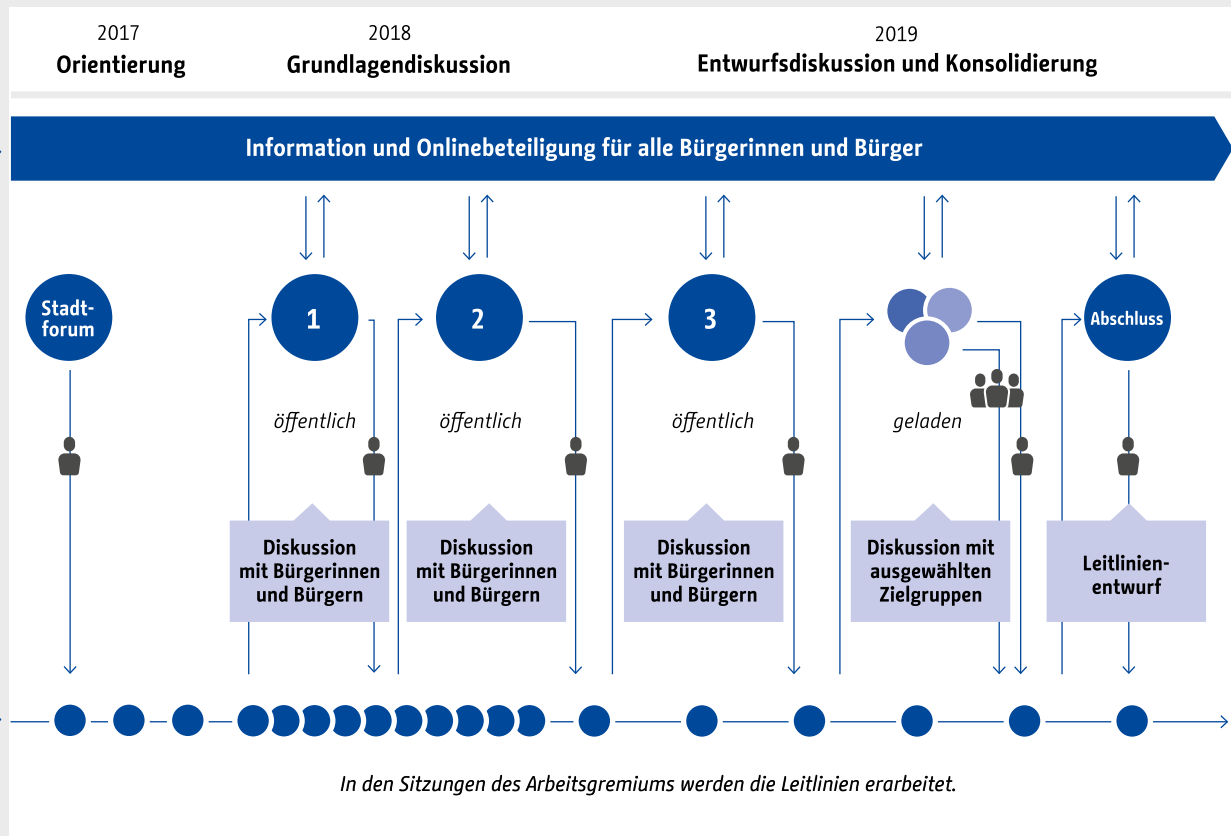 2017
Orientierung
2018
Grundlagendiskussion
2019
Entwurfsdiskussion und Konsolidierung
Information und Onlinebeteiligung für alle Bürgerinnen und Bürger
Stadt-
forum
1
2
3
Abschluss
öffentlich
öffentlich
öffentlich
geladen
Diskussion
mit Bürgerinnen
und Bürgern
Diskussion
mit Bürgerinnen
und Bürgern
Diskussion
mit Bürgerinnen
und Bürgern
Diskussion mit
ausgewählten
Zielgruppen
Leitlinien-
entwurf
In den Sitzungen des Arbeitsgremiums werden die Leitlinien erarbeitet.